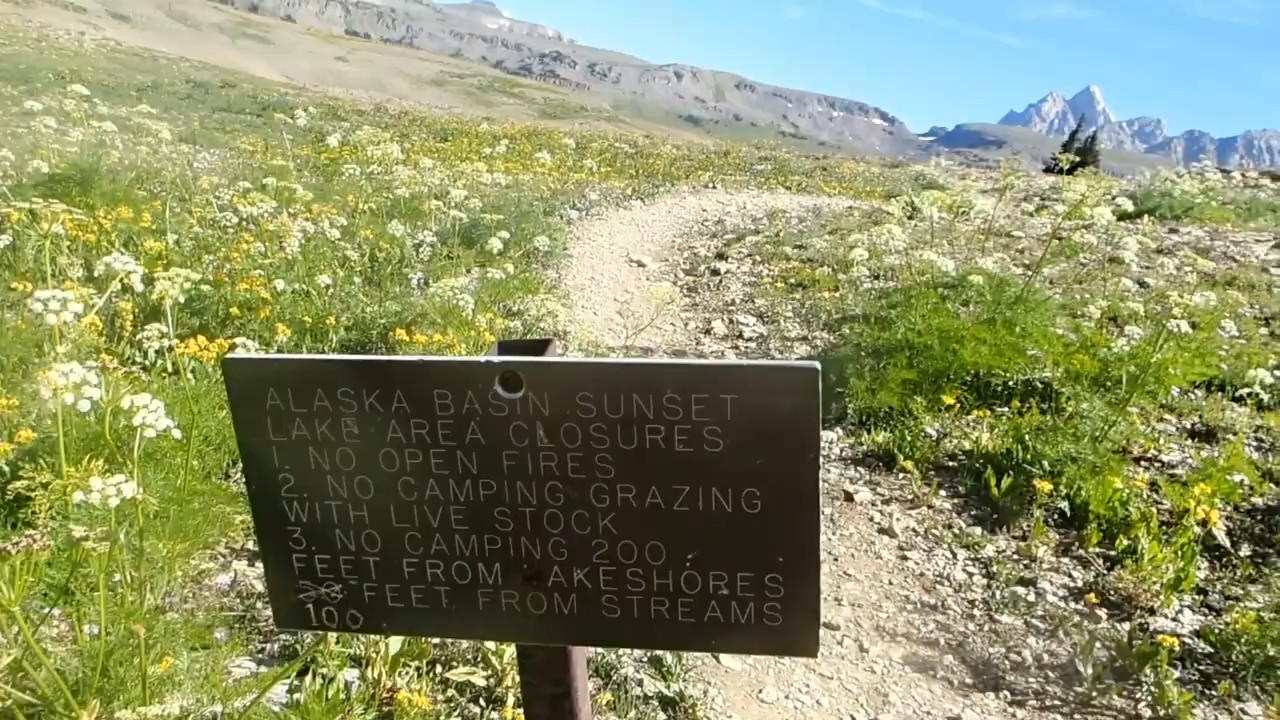 ALASKA BASIN SUNSET
LAKE AREA CLOSURES
1. NO OPEN FIRES
2. NO CAMPING GRAZING
WITH LIVE STOCK
3. NO CAMPING 200
FEET FROM LAKESHORES
FEET FROM STREAMS
100